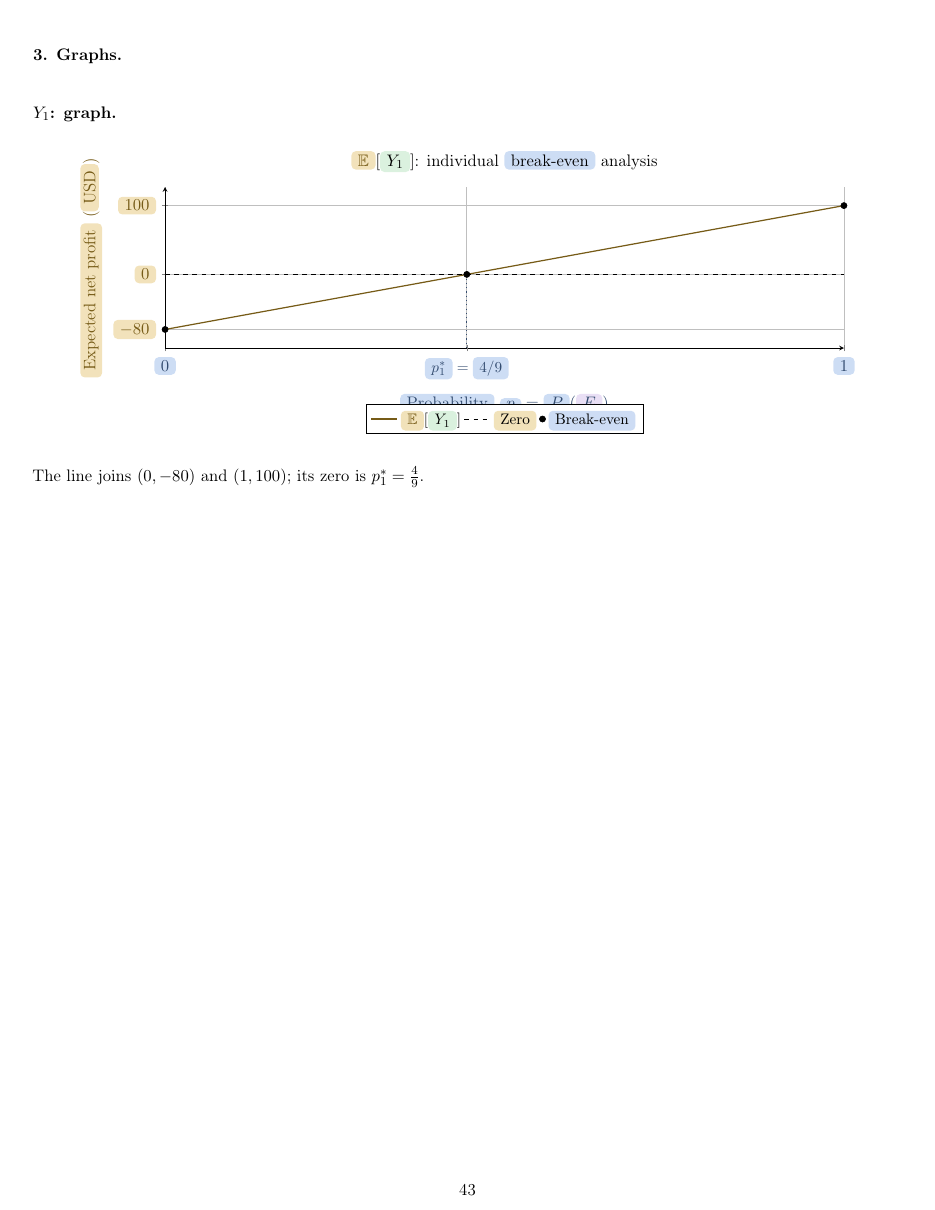 3. Graphs.
Y₁: graph.
𝔼[Y₁]: individual break-even analysis
Expected net profit (USD)
100
0
−80
0
p₁* = 4/9
1
Probability p = P(F)
𝔼[Y₁] Zero Break-even
The line joins (0, −80) and (1, 100); its zero is p₁* = 4/9.
43